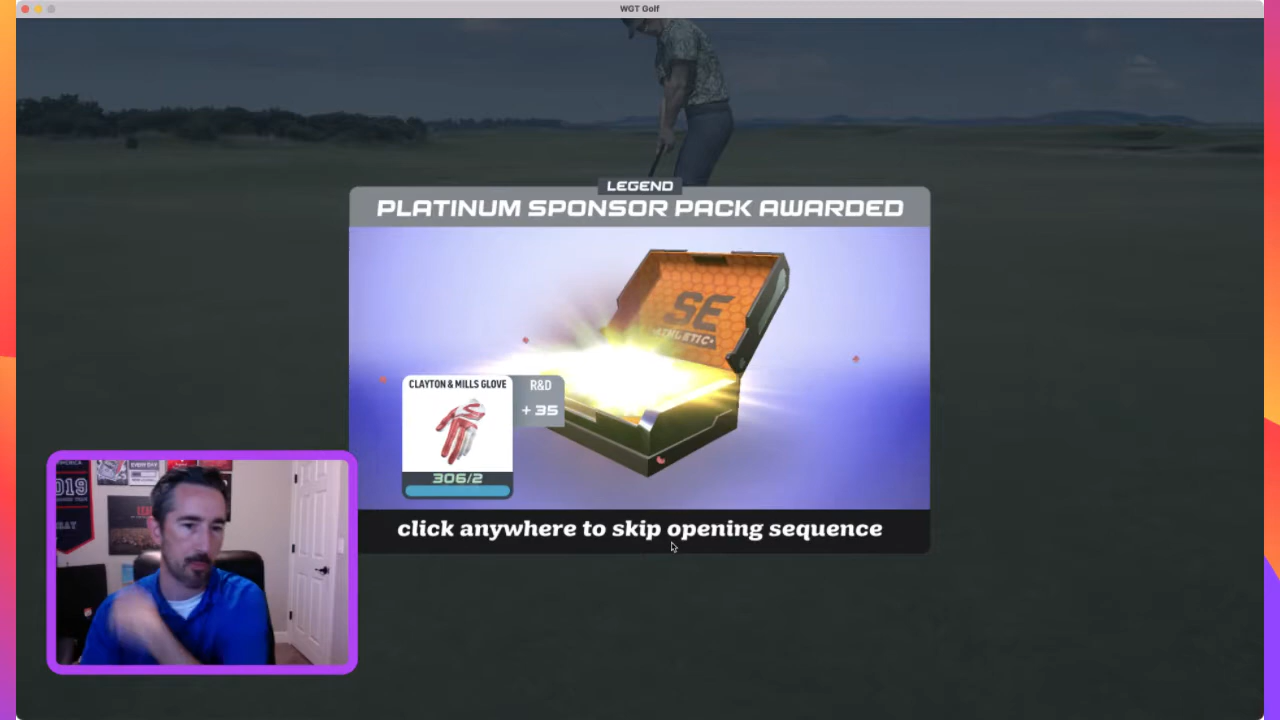 WGT Golf
LEGEND
PLATINUM SPONSOR PACK AWARDED
SE
ATHLETIC
CLAYTON & MILLS GLOVE
R&D
+ 35
306/2
click anywhere to skip opening sequence
019